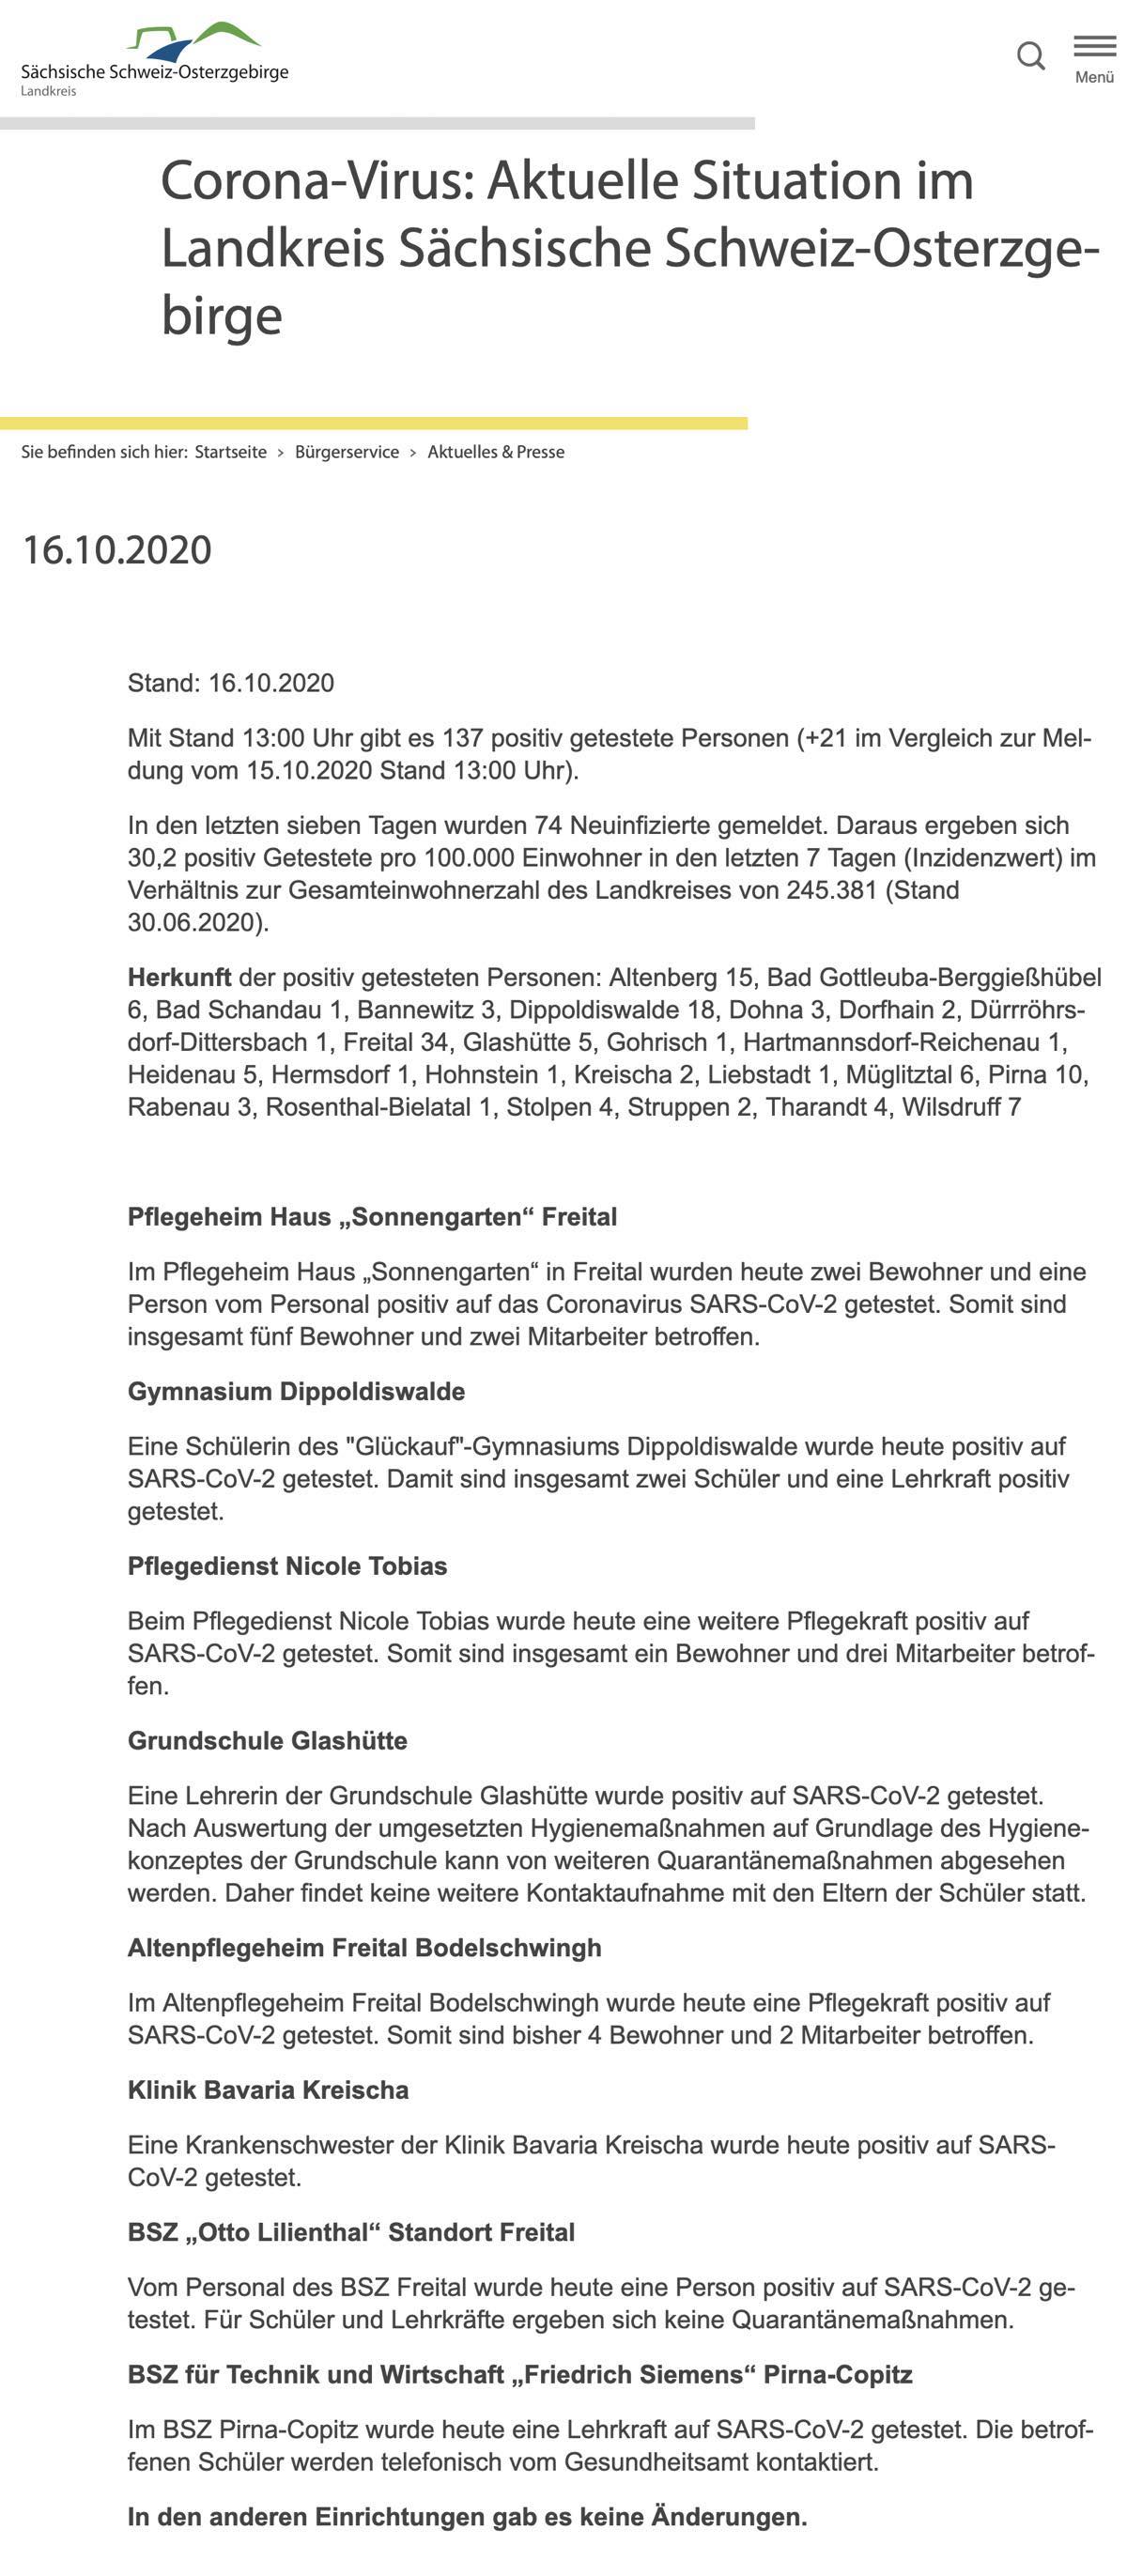 Sächsische Schweiz-Osterzgebirge
Landkreis
Menü
Corona-Virus: Aktuelle Situation im
Landkreis Sächsische Schweiz-Osterzge-
birge
Sie befinden sich hier: Startseite › Bürgerservice › Aktuelles & Presse
16.10.2020
Stand: 16.10.2020
Mit Stand 13:00 Uhr gibt es 137 positiv getestete Personen (+21 im Vergleich zur Mel-
dung vom 15.10.2020 Stand 13:00 Uhr).
In den letzten sieben Tagen wurden 74 Neuinfizierte gemeldet. Daraus ergeben sich
30,2 positiv Getestete pro 100.000 Einwohner in den letzten 7 Tagen (Inzidenzwert) im
Verhältnis zur Gesamteinwohnerzahl des Landkreises von 245.381 (Stand
30.06.2020).
Herkunft der positiv getesteten Personen: Altenberg 15, Bad Gottleuba-Berggießhübel
6, Bad Schandau 1, Bannewitz 3, Dippoldiswalde 18, Dohna 3, Dorfhain 2, Dürrröhrs-
dorf-Dittersbach 1, Freital 34, Glashütte 5, Gohrisch 1, Hartmannsdorf-Reichenau 1,
Heidenau 5, Hermsdorf 1, Hohnstein 1, Kreischa 2, Liebstadt 1, Müglitztal 6, Pirna 10,
Rabenau 3, Rosenthal-Bielatal 1, Stolpen 4, Struppen 2, Tharandt 4, Wilsdruff 7
Pflegeheim Haus „Sonnengarten“ Freital
Im Pflegeheim Haus „Sonnengarten“ in Freital wurden heute zwei Bewohner und eine
Person vom Personal positiv auf das Coronavirus SARS-CoV-2 getestet. Somit sind
insgesamt fünf Bewohner und zwei Mitarbeiter betroffen.
Gymnasium Dippoldiswalde
Eine Schülerin des "Glückauf"-Gymnasiums Dippoldiswalde wurde heute positiv auf
SARS-CoV-2 getestet. Damit sind insgesamt zwei Schüler und eine Lehrkraft positiv
getestet.
Pflegedienst Nicole Tobias
Beim Pflegedienst Nicole Tobias wurde heute eine weitere Pflegekraft positiv auf
SARS-CoV-2 getestet. Somit sind insgesamt ein Bewohner und drei Mitarbeiter betrof-
fen.
Grundschule Glashütte
Eine Lehrerin der Grundschule Glashütte wurde positiv auf SARS-CoV-2 getestet.
Nach Auswertung der umgesetzten Hygienemaßnahmen auf Grundlage des Hygiene-
konzeptes der Grundschule kann von weiteren Quarantänemaßnahmen abgesehen
werden. Daher findet keine weitere Kontaktaufnahme mit den Eltern der Schüler statt.
Altenpflegeheim Freital Bodelschwingh
Im Altenpflegeheim Freital Bodelschwingh wurde heute eine Pflegekraft positiv auf
SARS-CoV-2 getestet. Somit sind bisher 4 Bewohner und 2 Mitarbeiter betroffen.
Klinik Bavaria Kreischa
Eine Krankenschwester der Klinik Bavaria Kreischa wurde heute positiv auf SARS-
CoV-2 getestet.
BSZ „Otto Lilienthal“ Standort Freital
Vom Personal des BSZ Freital wurde heute eine Person positiv auf SARS-CoV-2 ge-
testet. Für Schüler und Lehrkräfte ergeben sich keine Quarantänemaßnahmen.
BSZ für Technik und Wirtschaft „Friedrich Siemens“ Pirna-Copitz
Im BSZ Pirna-Copitz wurde heute eine Lehrkraft auf SARS-CoV-2 getestet. Die betrof-
fenen Schüler werden telefonisch vom Gesundheitsamt kontaktiert.
In den anderen Einrichtungen gab es keine Änderungen.